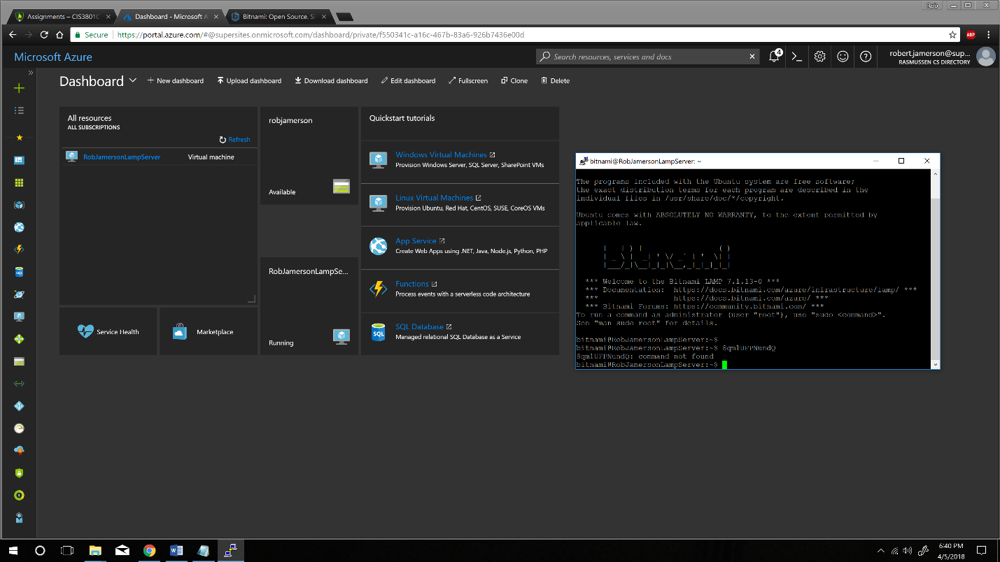 Rob
Assignments – CIS3801C
Dashboard - Microsoft A
Bitnami: Open Source. Si
Secure
https://portal.azure.com/#@supersites.onmicrosoft.com/dashboard/private/f550341c-a16c-467b-83a6-926b7436e00d
ABP
Microsoft Azure
Search resources, services and docs
4
robert.jamerson@sup...
RASMUSSEN CS DIRECTORY
Dashboard
New dashboard
Upload dashboard
Download dashboard
Edit dashboard
Fullscreen
Clone
Delete
All resources
ALL SUBSCRIPTIONS
Refresh
RobJamersonLampServer Virtual machine
Service Health
Marketplace
robjamerson
Available
RobJamersonLampSe...
Running
Quickstart tutorials
Windows Virtual Machines
Provision Windows Server, SQL Server, SharePoint VMs
Linux Virtual Machines
Provision Ubuntu, Red Hat, CentOS, SUSE, CoreOS VMs
App Service
Create Web Apps using .NET, Java, Node.js, Python, PHP
Functions
Process events with a serverless code architecture
SQL
SQL Database
Managed relational SQL Database as a Service
SQL
bitnami@RobJamersonLampServer: ~
The programs included with the Ubuntu system are free software;
the exact distribution terms for each program are described in the
individual files in /usr/share/doc/*/copyright.
Ubuntu comes with ABSOLUTELY NO WARRANTY, to the extent permitted by
applicable law.
bitnami
*** Welcome to the Bitnami LAMP 7.1.13-0 ***
*** Documentation: https://docs.bitnami.com/azure/infrastructure/lamp/ ***
*** https://docs.bitnami.com/azure/ ***
*** Bitnami Forums: https://community.bitnami.com/ ***
To run a command as administrator (user "root"), use "sudo <command>".
See "man sudo_root" for details.
bitnami@RobJamersonLampServer:~$
bitnami@RobJamersonLampServer:~$ 8qmlUFPNundQ
8qmlUFPNundQ: command not found
bitnami@RobJamersonLampServer:~$
6:40 PM
4/5/2018